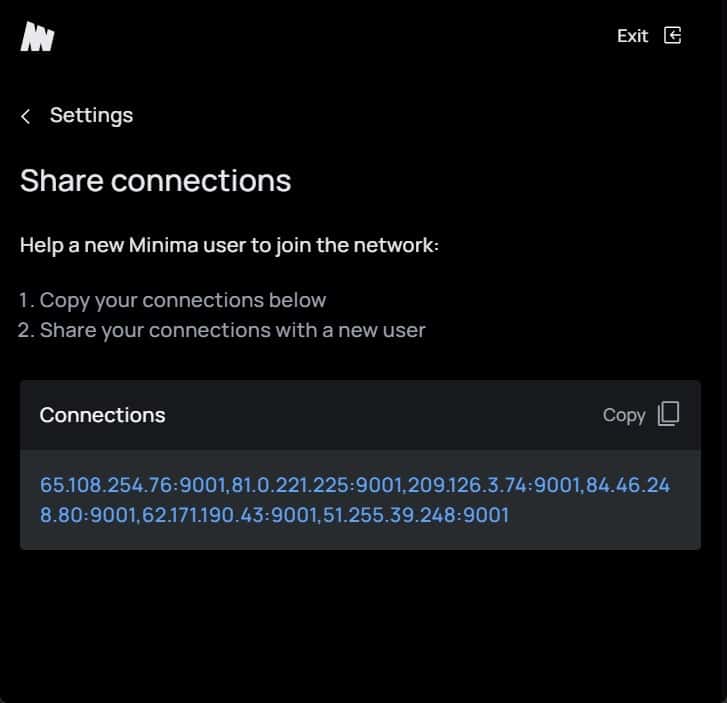 Exit
Settings
Share connections
Help a new Minima user to join the network:
1. Copy your connections below
2. Share your connections with a new user
Connections
Copy
65.108.254.76:9001,81.0.221.225:9001,209.126.3.74:9001,84.46.24
8.80:9001,62.171.190.43:9001,51.255.39.248:9001